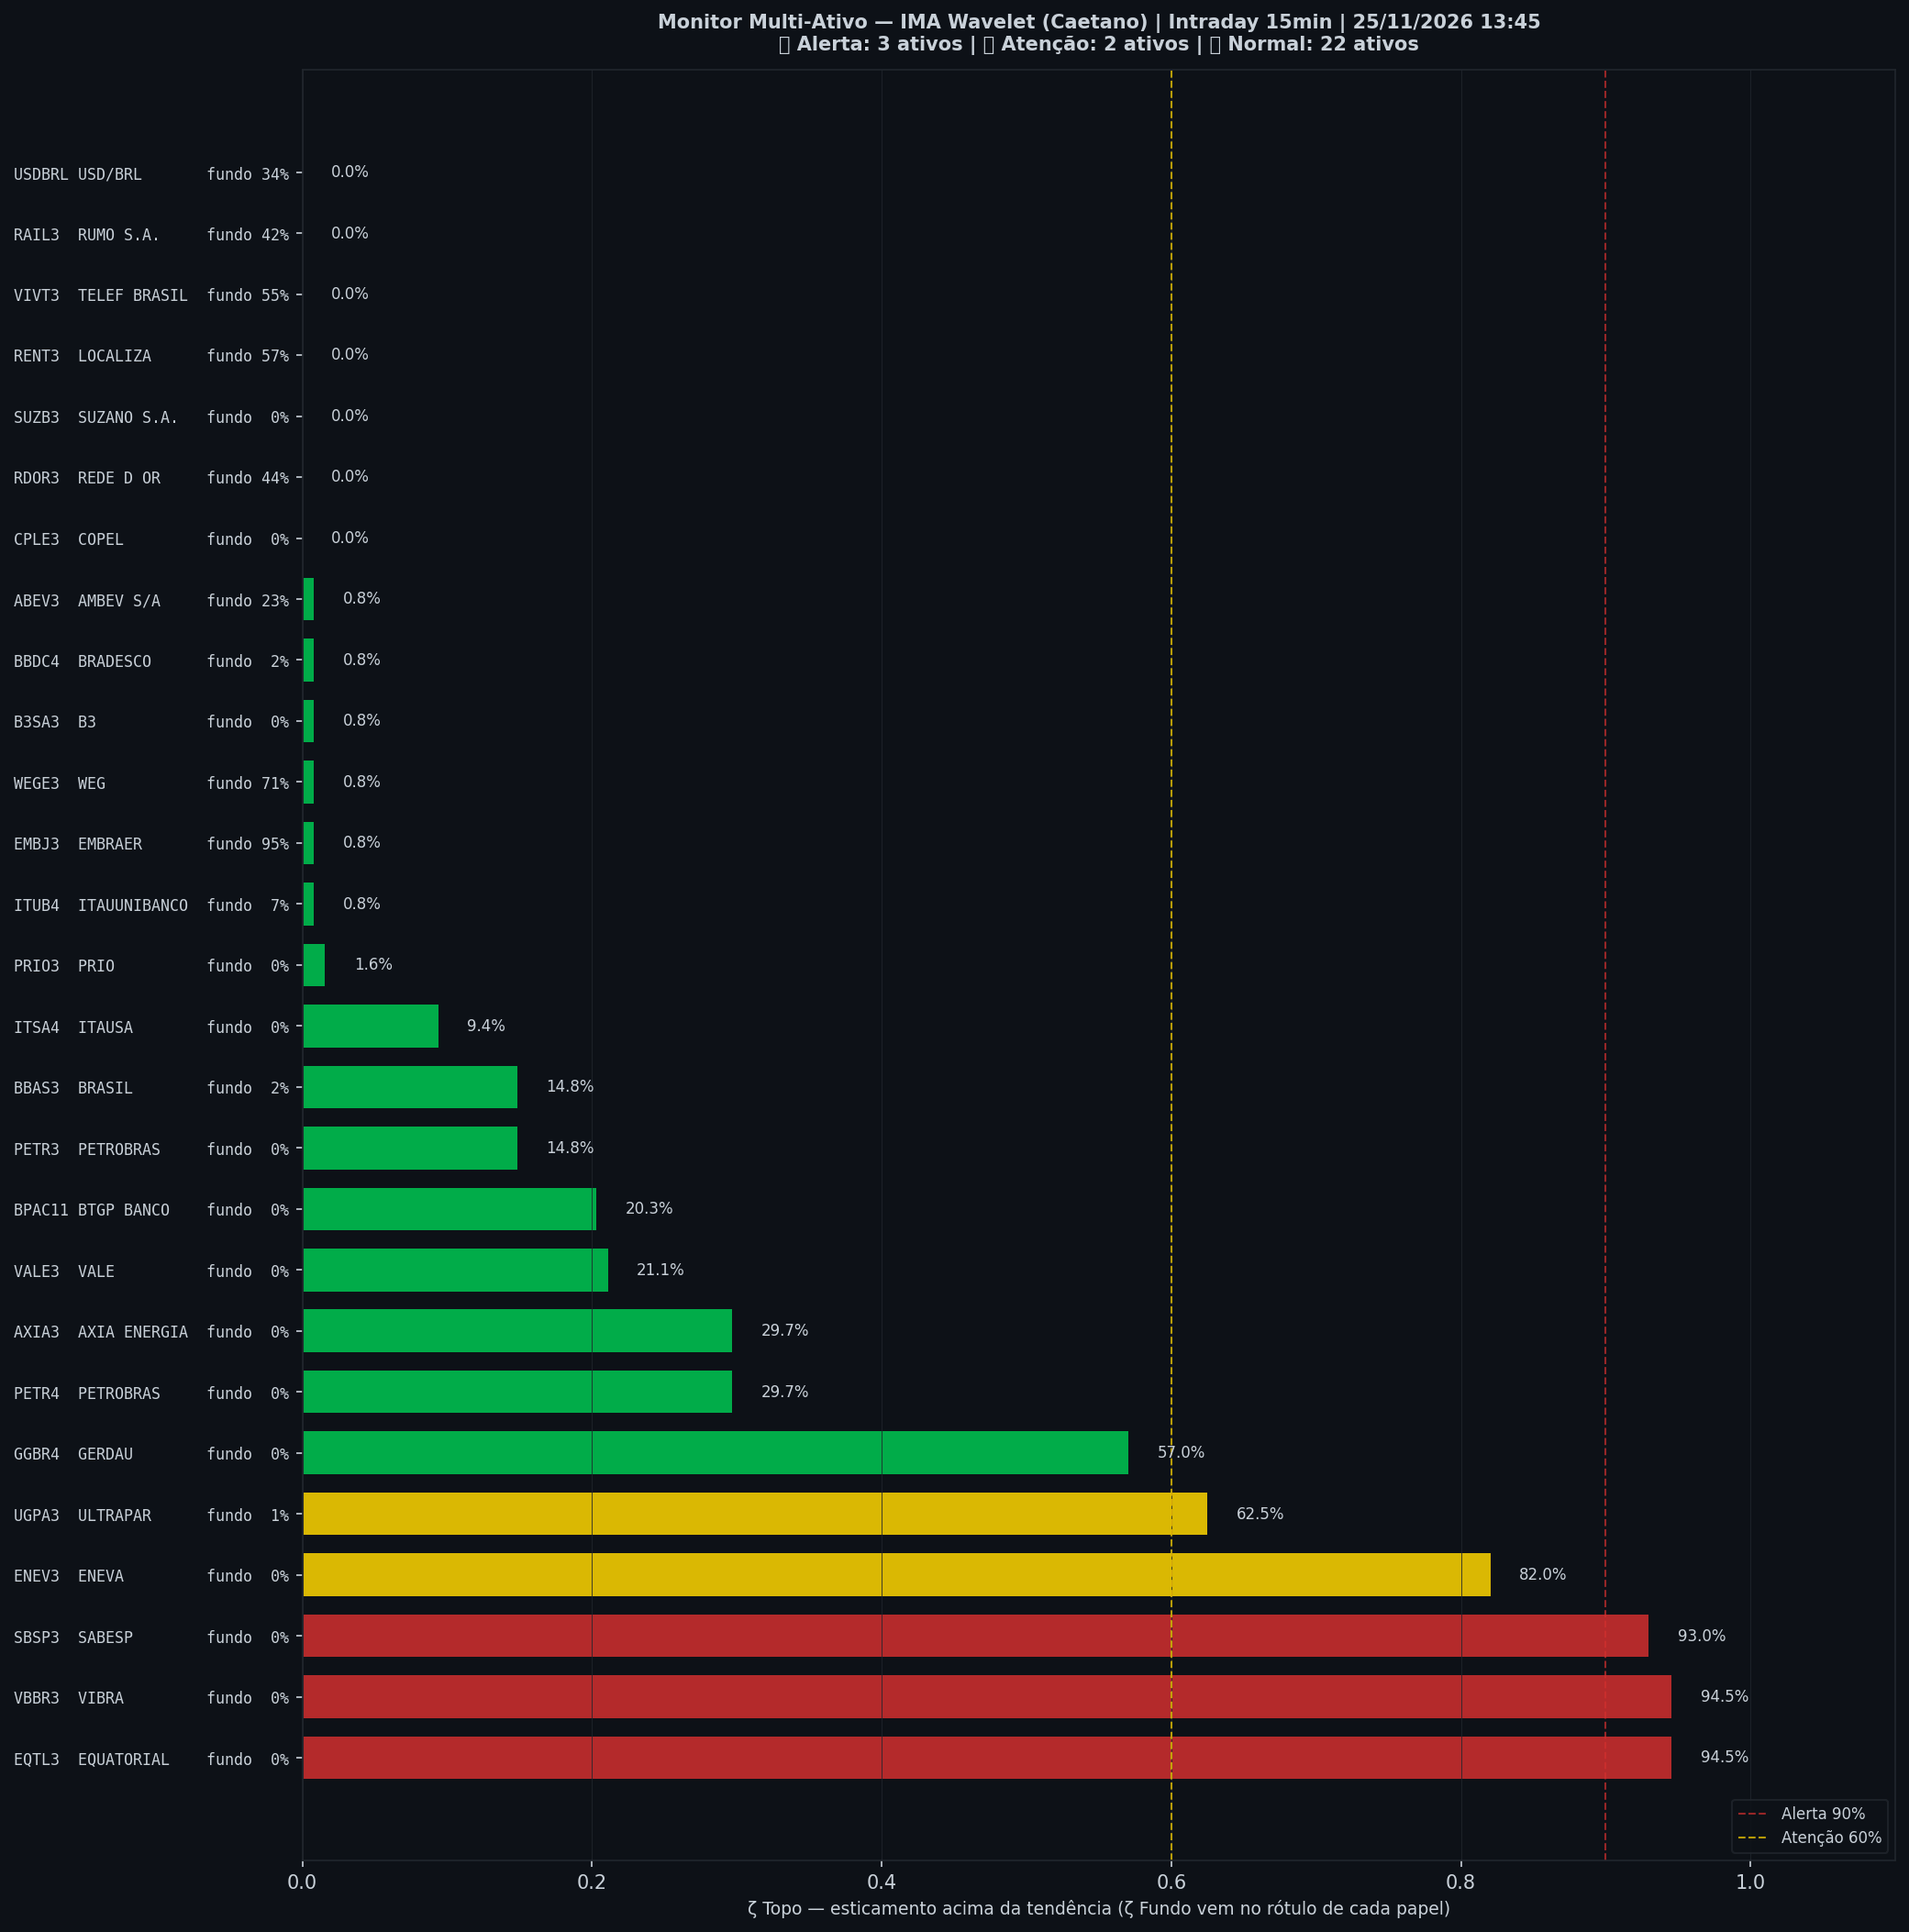 Monitor Multi-Ativo — IMA Wavelet (Caetano) | Intraday 15min | 25/11/2026 13:45
Alerta: 3 ativos | Atenção: 2 ativos | Normal: 22 ativos
USDBRL USD/BRL fundo 34% 0.0%
RAIL3 RUMO S.A. fundo 42% 0.0%
VIVT3 TELEF BRASIL fundo 55% 0.0%
RENT3 LOCALIZA fundo 57% 0.0%
SUZB3 SUZANO S.A. fundo 0% 0.0%
RDOR3 REDE D OR fundo 44% 0.0%
CPLE3 COPEL fundo 0% 0.0%
ABEV3 AMBEV S/A fundo 23% 0.8%
BBDC4 BRADESCO fundo 2% 0.8%
B3SA3 B3 fundo 0% 0.8%
WEGE3 WEG fundo 71% 0.8%
EMBJ3 EMBRAER fundo 95% 0.8%
ITUB4 ITAUUNIBANCO fundo 7% 0.8%
PRIO3 PRIO fundo 0% 1.6%
ITSA4 ITAUSA fundo 0% 9.4%
BBAS3 BRASIL fundo 2% 14.8%
PETR3 PETROBRAS fundo 0% 14.8%
BPAC11 BTGP BANCO fundo 0% 20.3%
VALE3 VALE fundo 0% 21.1%
AXIA3 AXIA ENERGIA fundo 0% 29.7%
PETR4 PETROBRAS fundo 0% 29.7%
GGBR4 GERDAU fundo 0% 57.0%
UGPA3 ULTRAPAR fundo 1% 62.5%
ENEV3 ENEVA fundo 0% 82.0%
SBSP3 SABESP fundo 0% 93.0%
VBBR3 VIBRA fundo 0% 94.5%
EQTL3 EQUATORIAL fundo 0% 94.5%
Alerta 90%
Atenção 60%
0.0 0.2 0.4 0.6 0.8 1.0
ζ Topo — esticamento acima da tendência (ζ Fundo vem no rótulo de cada papel)